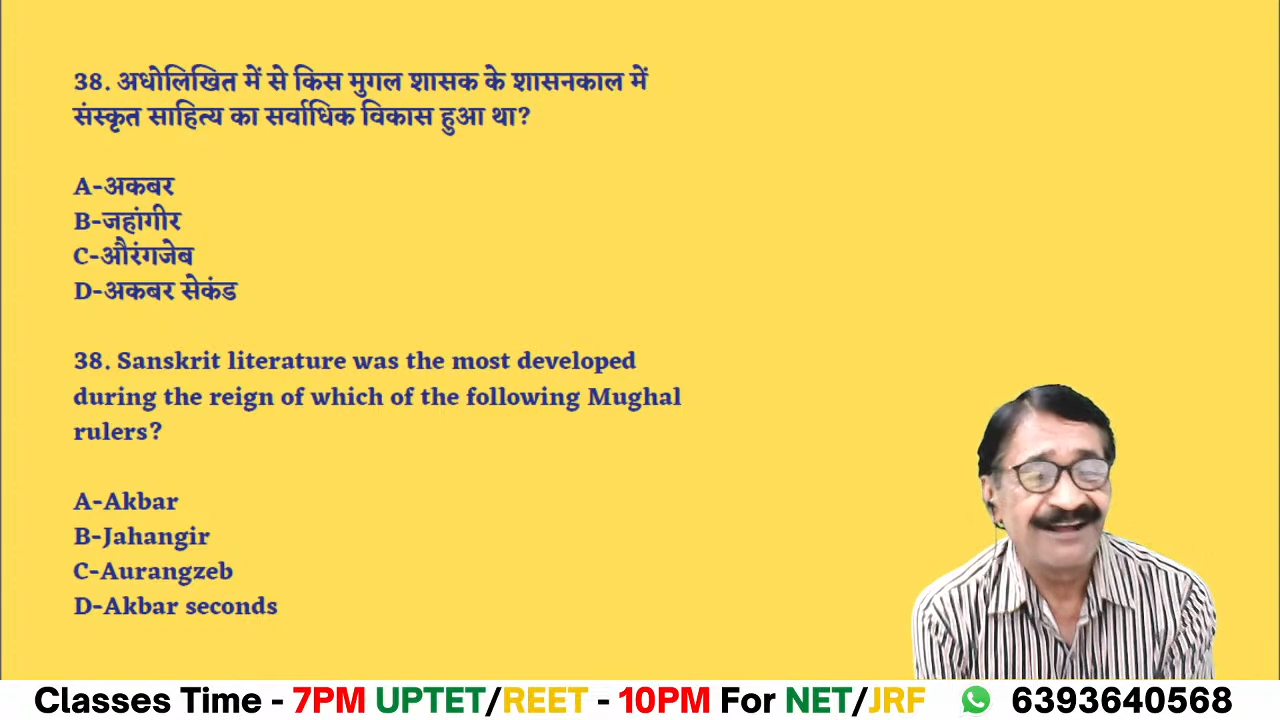 38. अधोलिखित में से किस मुगल शासक के शासनकाल में
संस्कृत साहित्य का सर्वाधिक विकास हुआ था?
A-अकबर
B-जहांगीर
C-औरंगजेब
D-अकबर सेकंड
38. Sanskrit literature was the most developed
during the reign of which of the following Mughal
rulers?
A-Akbar
B-Jahangir
C-Aurangzeb
D-Akbar seconds
Classes Time - 7PM UPTET/REET - 10PM For NET/JRF 6393640568